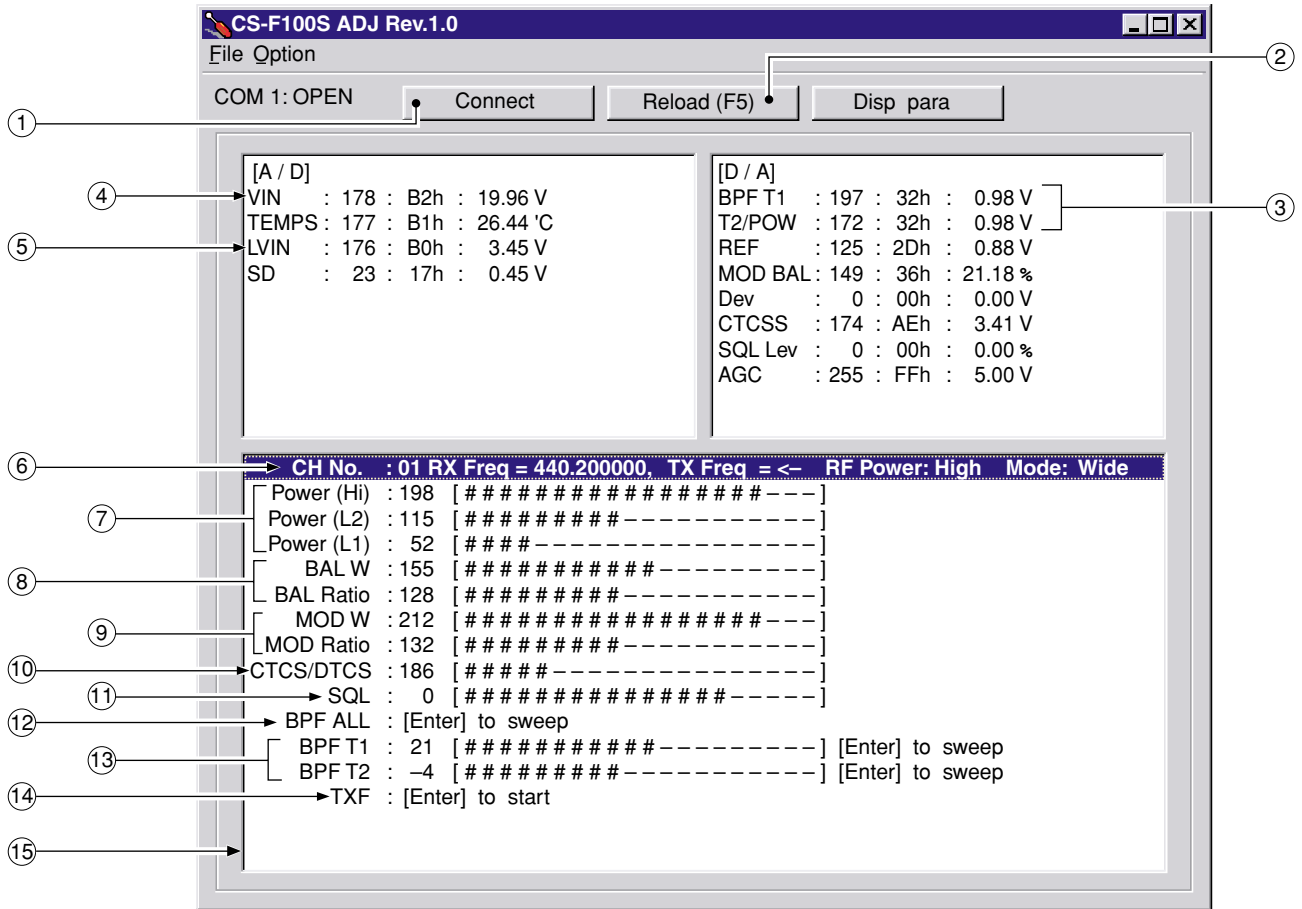 CS-F100S ADJ Rev.1.0
File Option
2
COM 1: OPEN Connect Reload (F5) Disp para
1
[A / D]
4 VIN : 178 : B2h : 19.96 V
TEMPS : 177 : B1h : 26.44 'C
5 LVIN : 176 : B0h : 3.45 V
SD : 23 : 17h : 0.45 V
[D / A]
BPF T1 : 197 : 32h : 0.98 V
3
T2/POW : 172 : 32h : 0.98 V
REF : 125 : 2Dh : 0.88 V
MOD BAL : 149 : 36h : 21.18 %
Dev : 0 : 00h : 0.00 V
CTCSS : 174 : AEh : 3.41 V
SQL Lev : 0 : 00h : 0.00 %
AGC : 255 : FFh : 5.00 V
6 CH No. : 01 RX Freq = 440.200000, TX Freq = <– RF Power: High Mode: Wide
Power (Hi) : 198 [ # # # # # # # # # # # # # # # # # – – – ]
7 Power (L2) : 115 [ # # # # # # # # # – – – – – – – – – – – ]
Power (L1) : 52 [ # # # # – – – – – – – – – – – – – – – – ]
8 BAL W : 155 [ # # # # # # # # # # # – – – – – – – – – ]
BAL Ratio : 128 [ # # # # # # # # # – – – – – – – – – – – ]
9 MOD W : 212 [ # # # # # # # # # # # # # # # # # – – – ]
MOD Ratio : 132 [ # # # # # # # # # – – – – – – – – – – – ]
10 CTCS/DTCS : 186 [ # # # # # – – – – – – – – – – – – – – – ]
11 SQL : 0 [ # # # # # # # # # # # # # # # – – – – – ]
12 BPF ALL : [Enter] to sweep
13 BPF T1 : 21 [ # # # # # # # # # # # – – – – – – – – – ] [Enter] to sweep
BPF T2 : –4 [ # # # # # # # # # – – – – – – – – – – – ] [Enter] to sweep
14 TXF : [Enter] to start
15